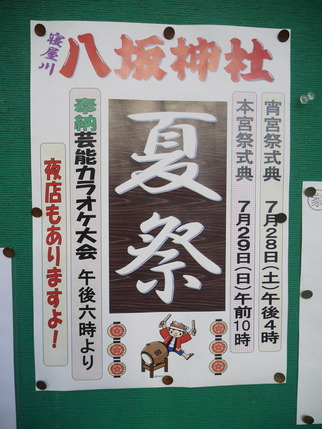 寝屋川
八坂神社
宵宮祭式典 7月28日(土)午後4時
本宮祭式典 7月29日(日)午前10時
夏祭
奉納芸能カラオケ大会 午後六時より
夜店もありますよ!